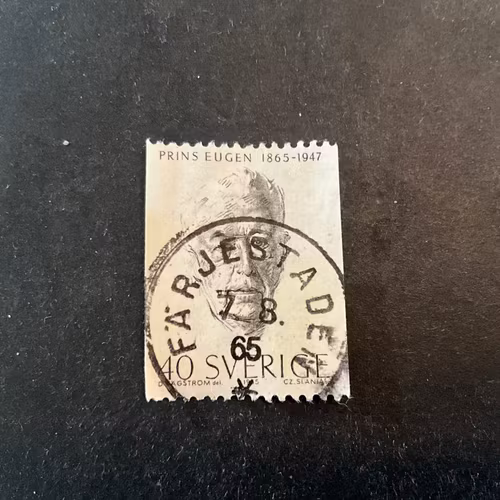 PRINS EUGEN 1865-1947
FÄRJESTADEN
7. 8.
65
40 SVERIGE
CZ.SLANIA